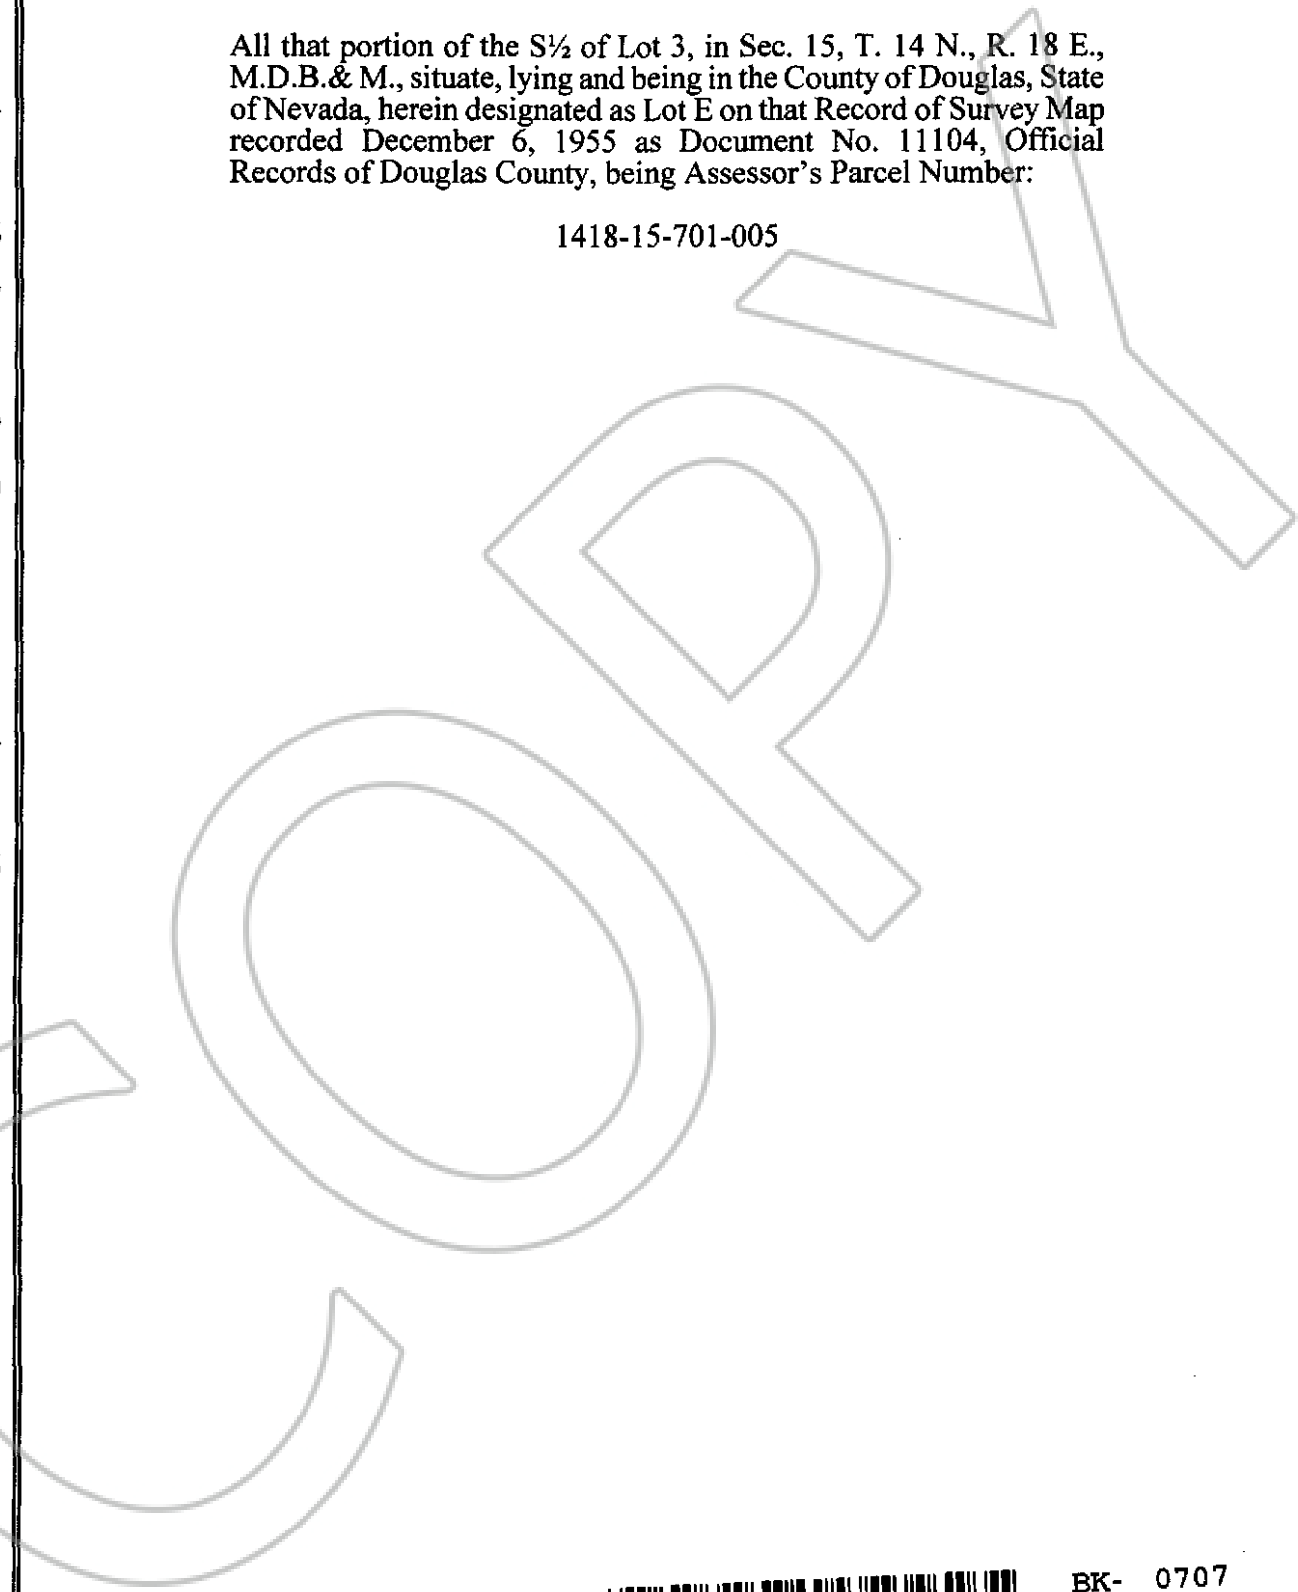 All that portion of the S½ of Lot 3, in Sec. 15, T. 14 N., R. 18 E.,
M.D.B.& M., situate, lying and being in the County of Douglas, State
of Nevada, herein designated as Lot E on that Record of Survey Map
recorded December 6, 1955 as Document No. 11104, Official
Records of Douglas County, being Assessor's Parcel Number:
1418-15-701-005
COPY
BK- 0707